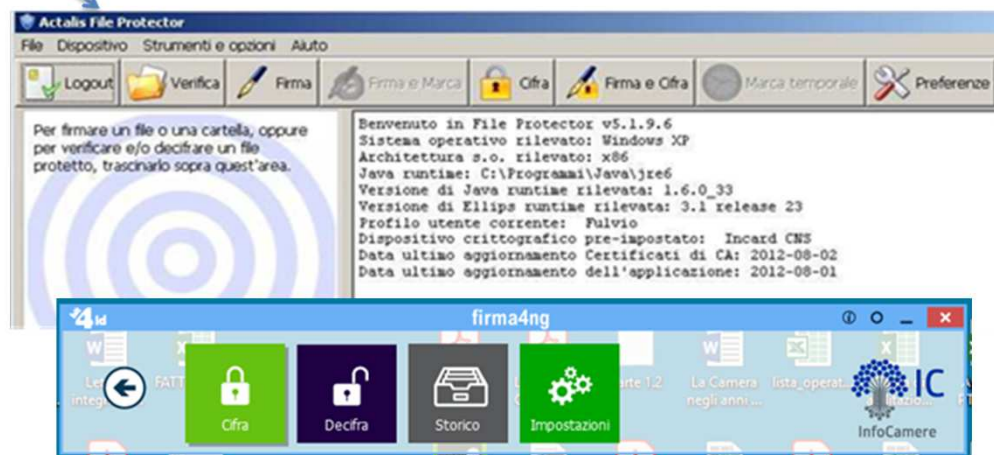 Actalis File Protector
File Dispositivo Strumenti e opzioni Aiuto
Logout Verifica Firma Firma e Marca Cifra Firma e Cifra Marca temporale Preferenze
Per firmare un file o una cartella, oppure
per verificare e/o decifrare un file
protetto, trascinarlo sopra quest'area.
Benvenuto in File Protector v5.1.9.6
Sistema operativo rilevato: Windows XP
Architettura s.o. rilevato: x86
Java runtime: C:\Programmi\Java\jre6
Versione di Java runtime rilevata: 1.6.0_33
Versione di Ellips runtime rilevata: 3.1 release 23
Profilo utente corrente: Fulvio
Dispositivo crittografico pre-impostato: Incard CNS
Data ultimo aggiornamento Certificati di CA: 2012-08-02
Data ultimo aggiornamento dell'applicazione: 2012-08-01
4Id firma4ng
FATT
La Camera
negli anni ...
lista_operat...
IC
InfoCamere
Cifra Decifra Storico Impostazioni